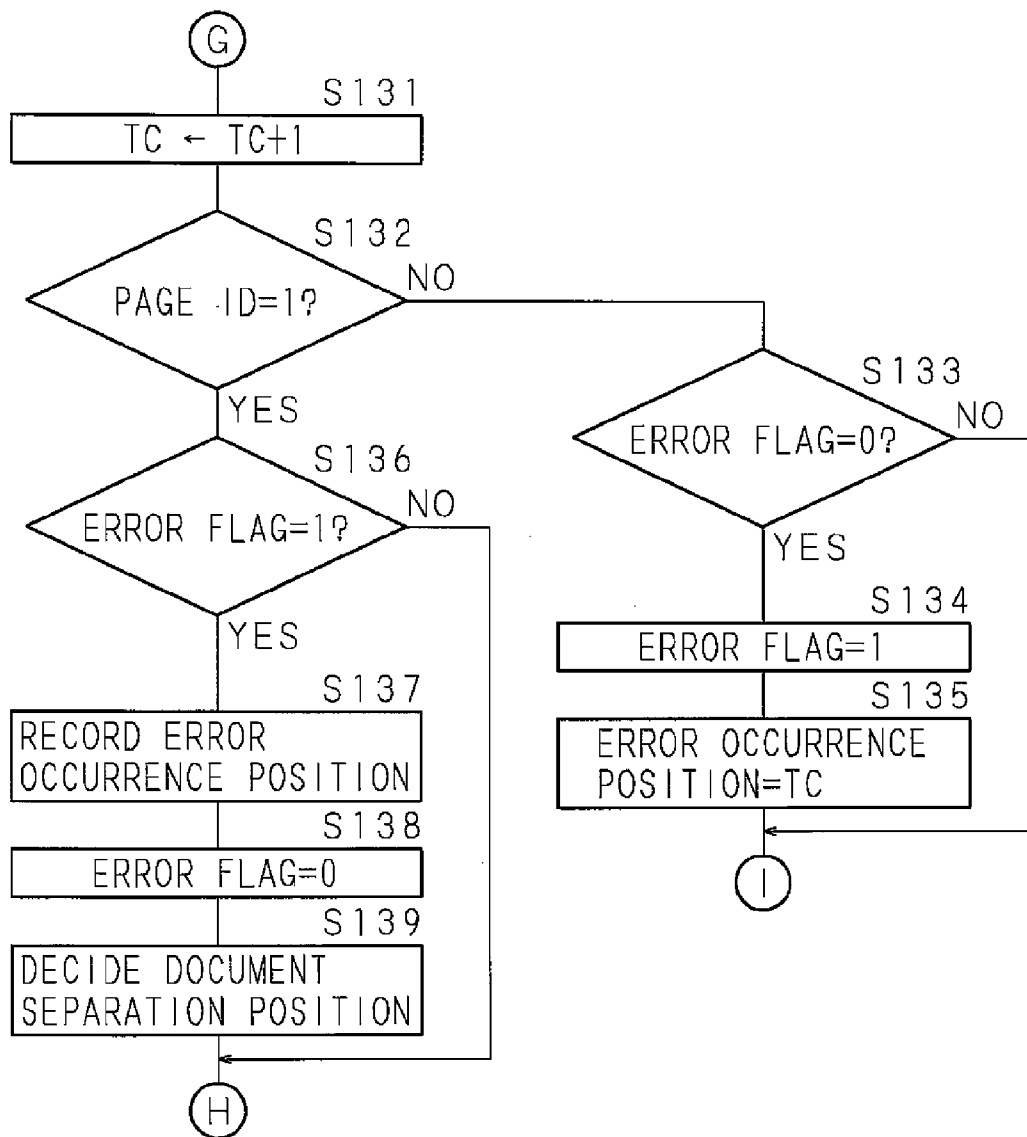 G
S131
TC ← TC+1
S132
PAGE ID=1?
NO
YES
S133
ERROR FLAG=0?
NO
YES
S134
ERROR FLAG=1
S135
ERROR OCCURRENCE
POSITION=TC
I
S136
ERROR FLAG=1?
NO
YES
S137
RECORD ERROR
OCCURRENCE POSITION
S138
ERROR FLAG=0
S139
DECIDE DOCUMENT
SEPARATION POSITION
H